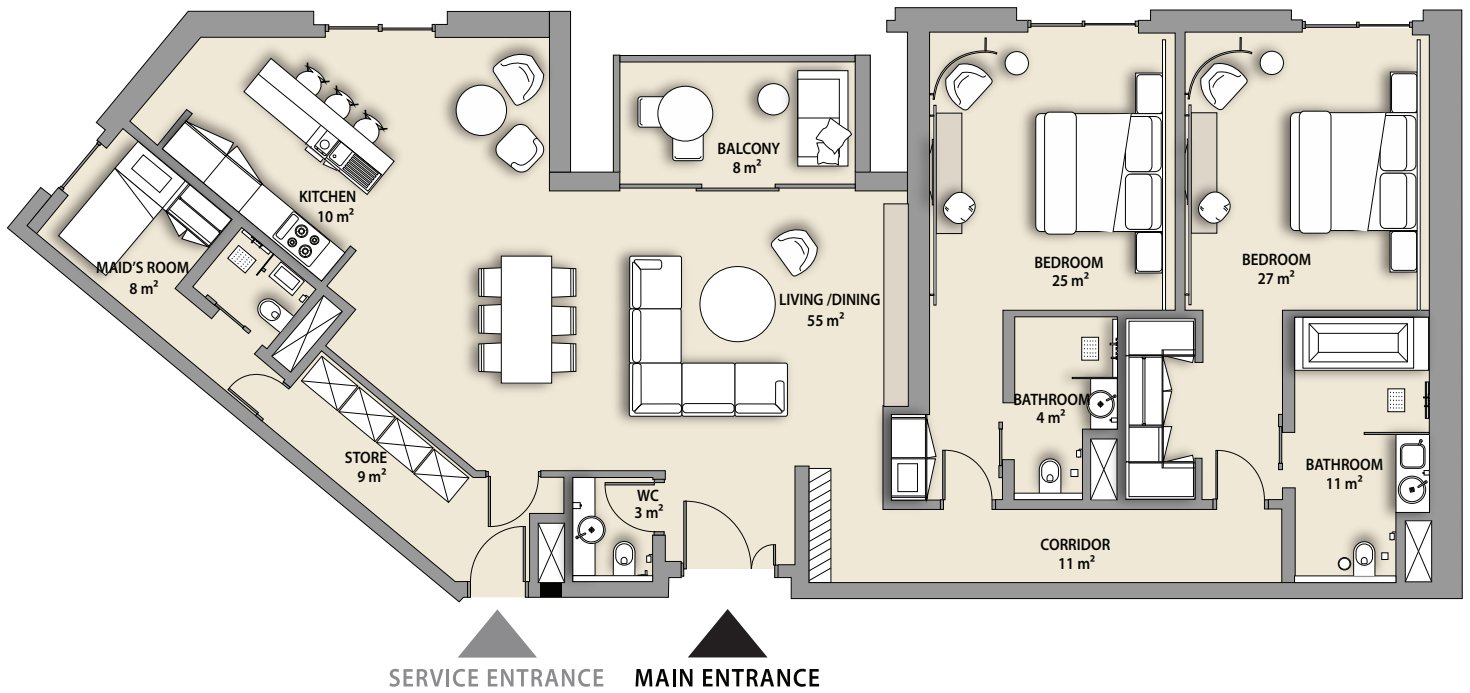 BALCONY
8 m²
KITCHEN
10 m²
MAID'S ROOM
8 m²
BEDROOM
25 m²
BEDROOM
27 m²
LIVING /DINING
55 m²
BATHROOM
4 m²
STORE
9 m²
BATHROOM
11 m²
WC
3 m²
CORRIDOR
11 m²
SERVICE ENTRANCE
MAIN ENTRANCE